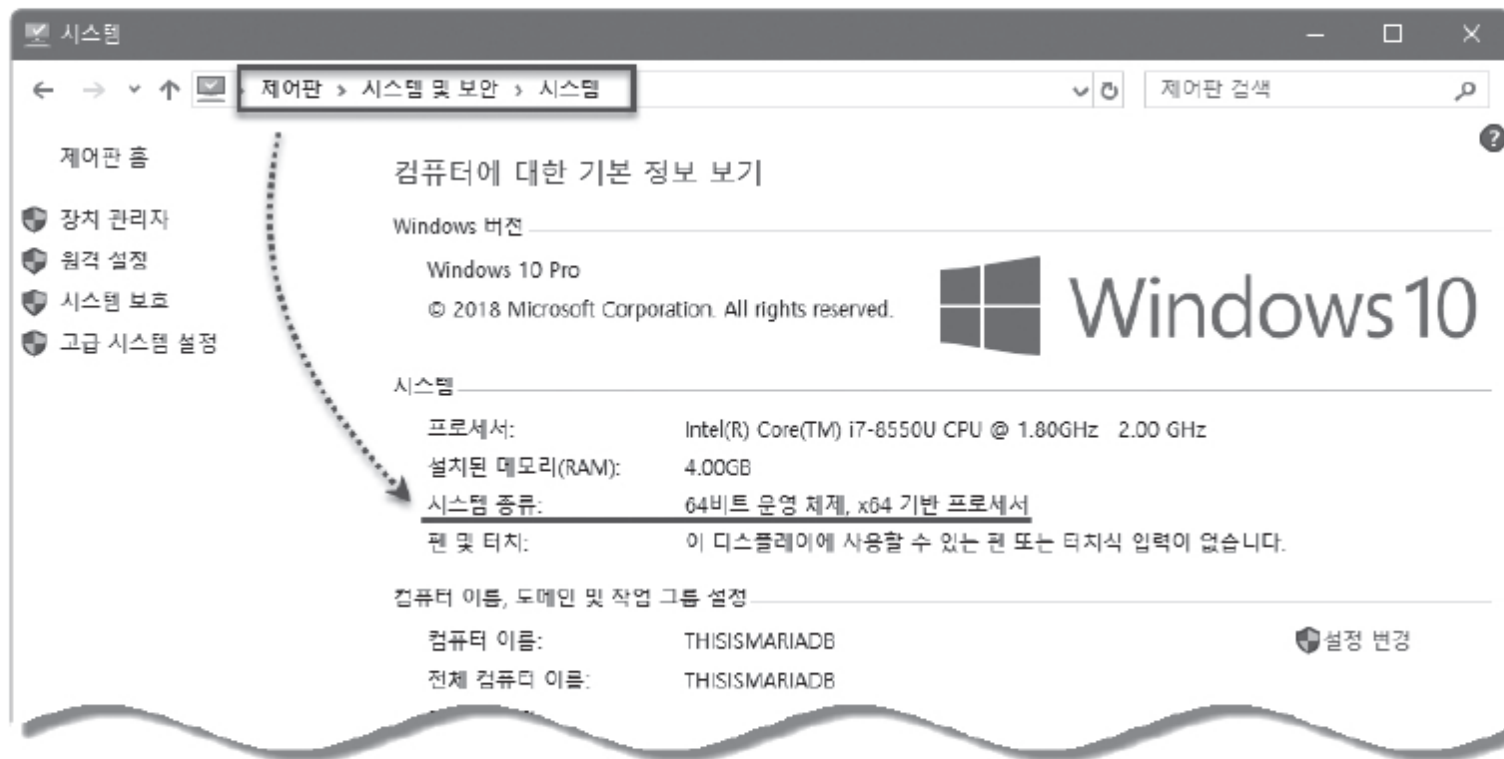 시스템
제어판 > 시스템 및 보안 > 시스템
제어판 검색
제어판 홈
장치 관리자
원격 설정
시스템 보호
고급 시스템 설정
컴퓨터에 대한 기본 정보 보기
Windows 버전
Windows 10 Pro
© 2018 Microsoft Corporation. All rights reserved.
Windows 10
시스템
프로세서: Intel(R) Core(TM) i7-8550U CPU @ 1.80GHz 2.00 GHz
설치된 메모리(RAM): 4.00GB
시스템 종류: 64비트 운영 체제, x64 기반 프로세서
펜 및 터치: 이 디스플레이에 사용할 수 있는 펜 또는 터치식 입력이 없습니다.
컴퓨터 이름, 도메인 및 작업 그룹 설정
컴퓨터 이름: THISISMARIADB
설정 변경
전체 컴퓨터 이름: THISISMARIADB